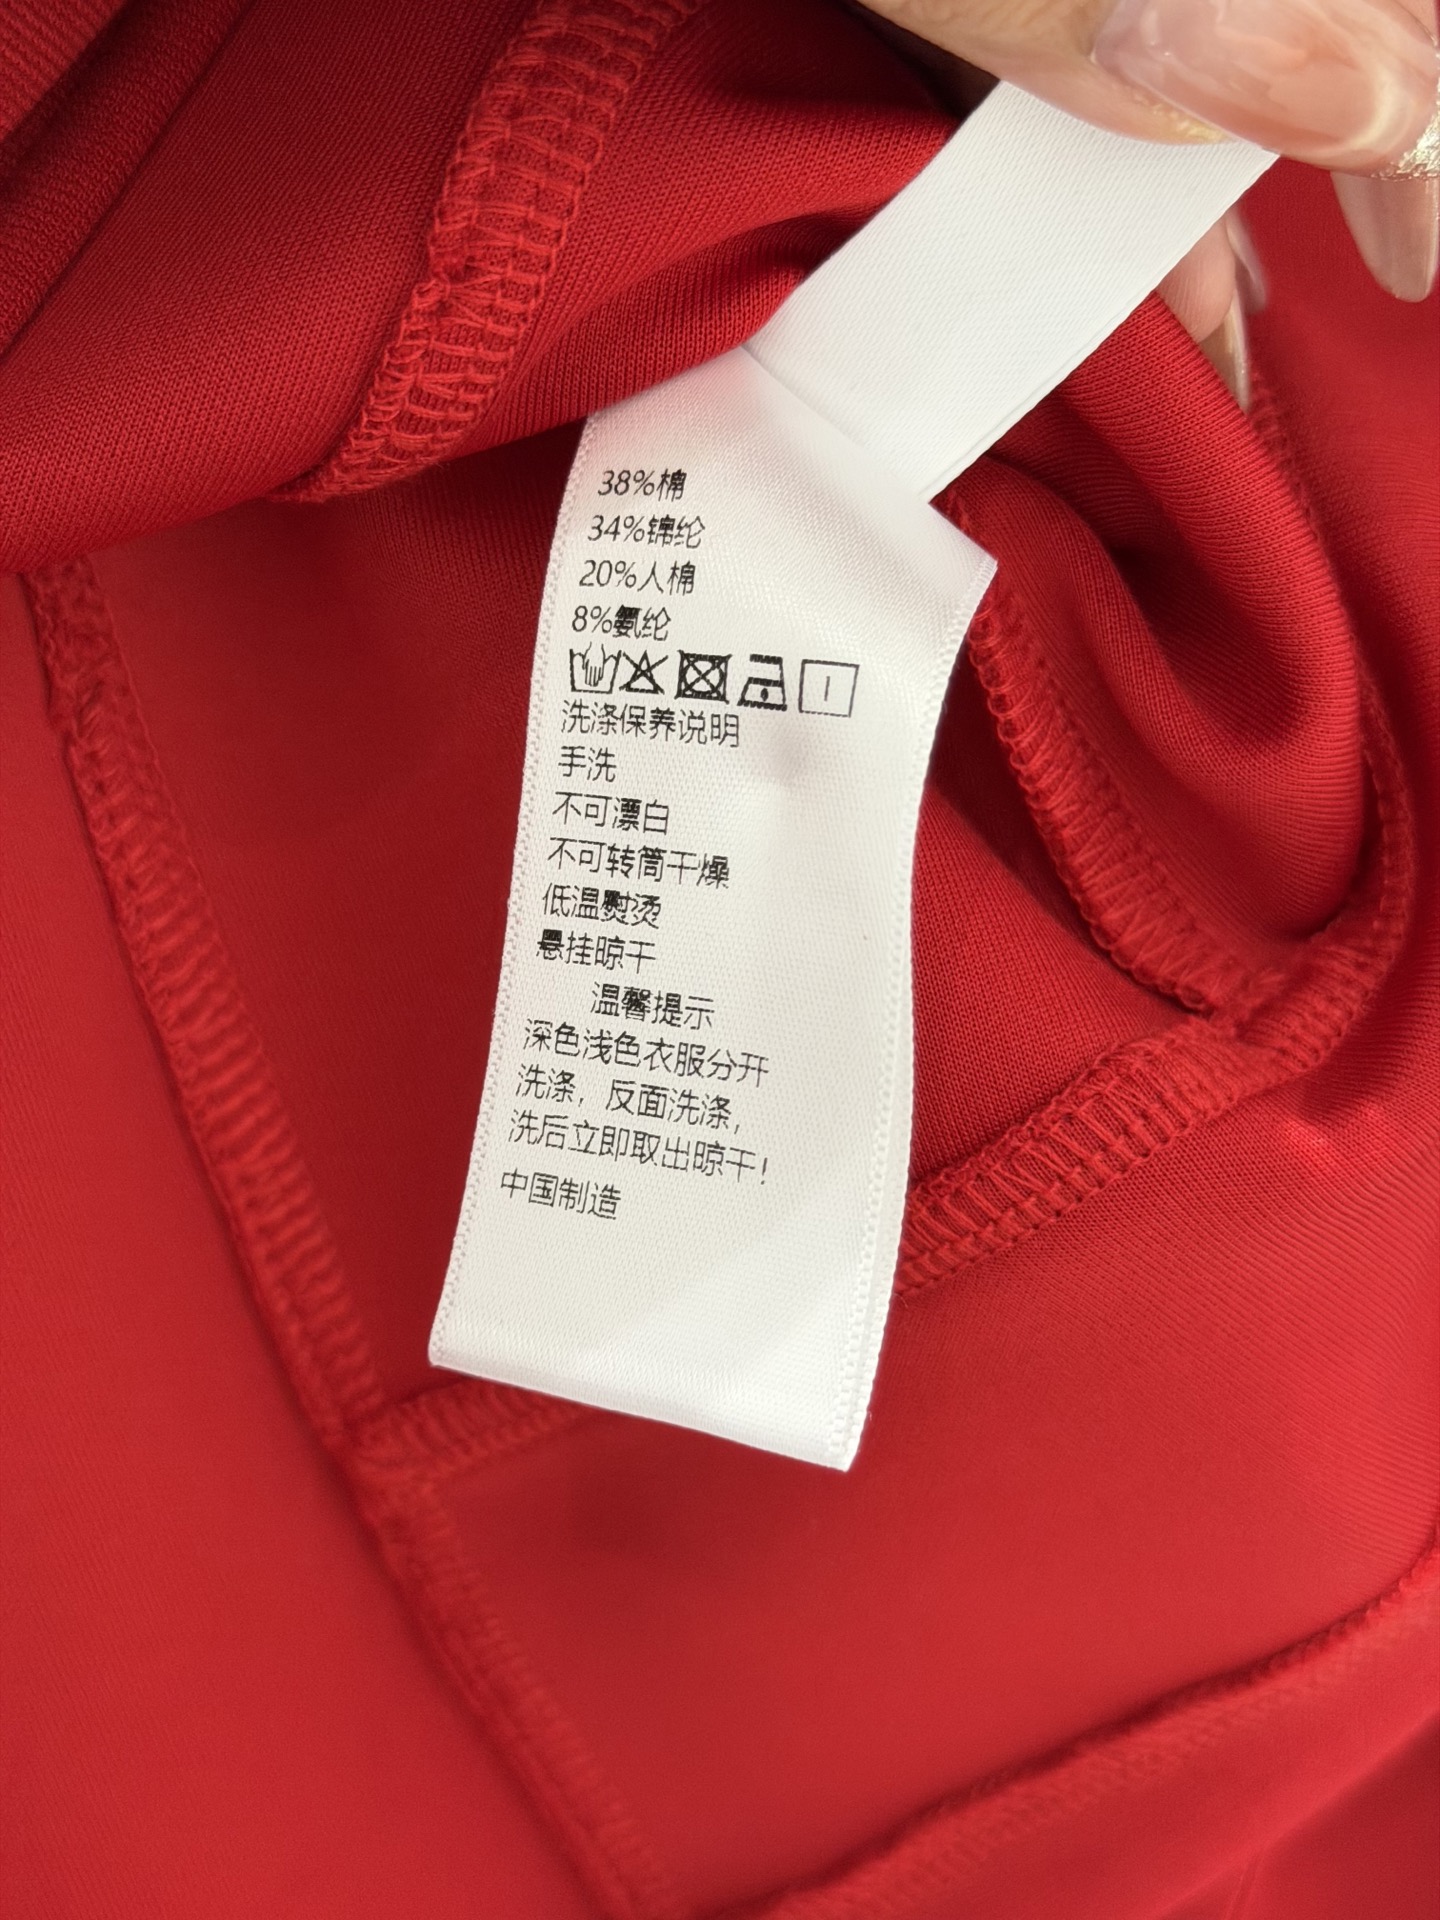 38%棉
34%锦纶
20%人棉
8%氨纶
洗涤保养说明
手洗
不可漂白
不可转筒干燥
低温熨烫
悬挂晾干
温馨提示
深色浅色衣服分开
洗涤，反面洗涤，
洗后立即取出晾干！
中国制造